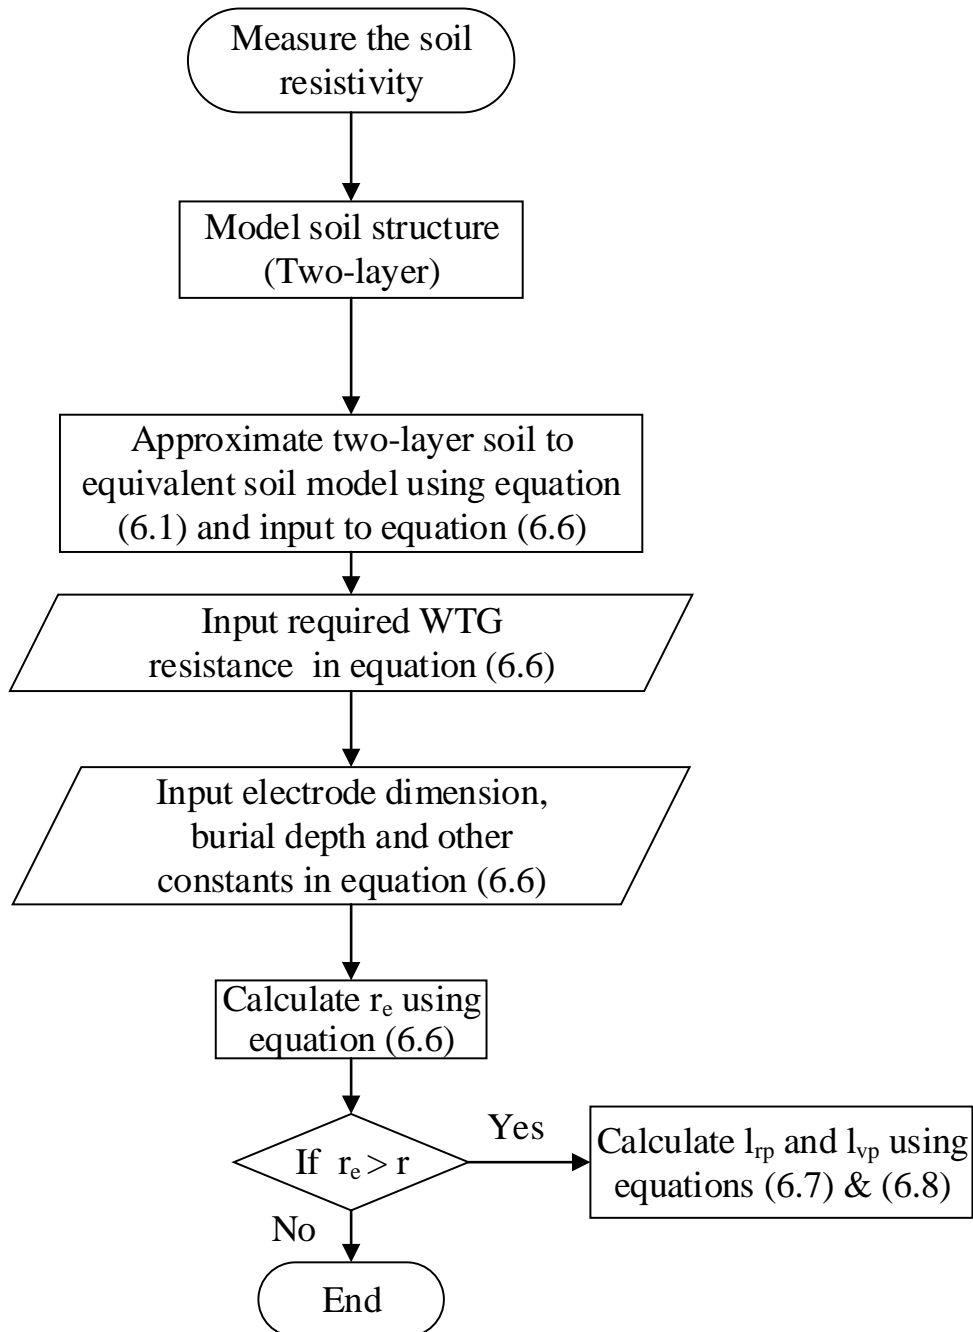 Measure the soil
resistivity
Model soil structure
(Two-layer)
Approximate two-layer soil to
equivalent soil model using equation
(6.1) and input to equation (6.6)
Input required WTG
resistance in equation (6.6)
Input electrode dimension,
burial depth and other
constants in equation (6.6)
Calculate rₑ using
equation (6.6)
If rₑ > r
Yes
Calculate lrp and lvp using
equations (6.7) & (6.8)
No
End